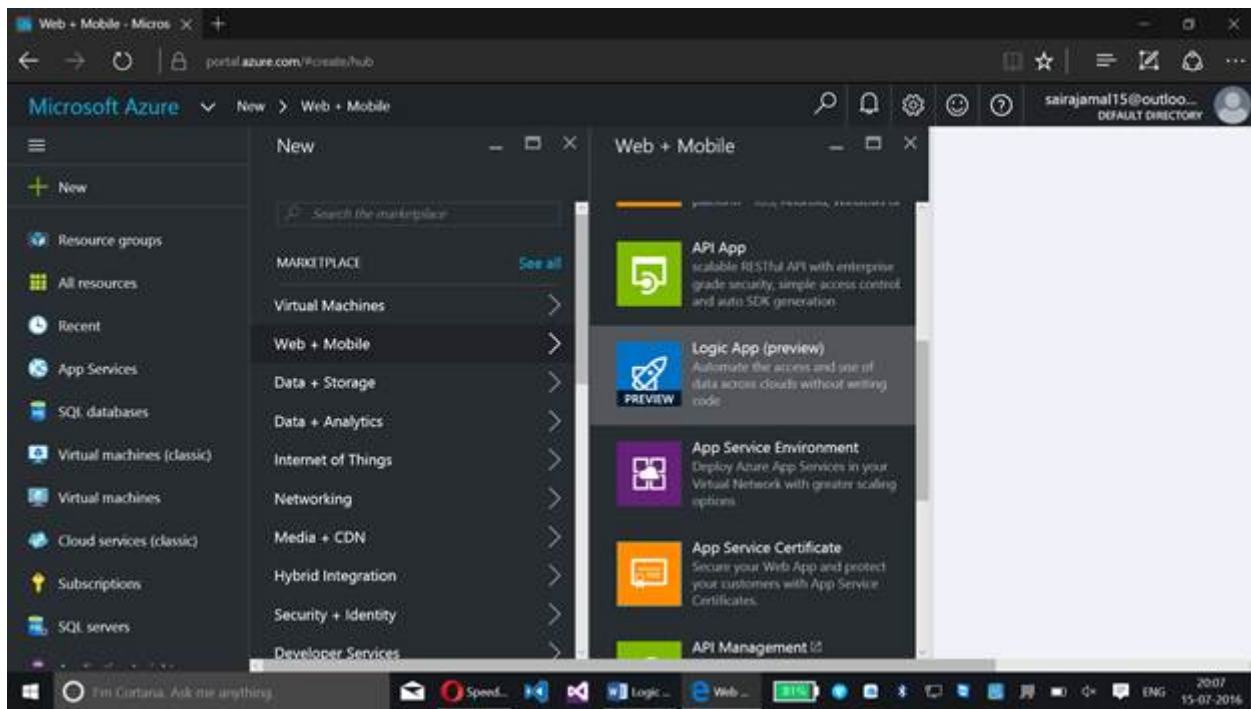 Web + Mobile - Micros
portal.azure.com/#create/hub
Microsoft Azure New > Web + Mobile
sairajamal15@outloo...
DEFAULT DIRECTORY
New
Resource groups
All resources
Recent
App Services
SQL databases
Virtual machines (classic)
Virtual machines
Cloud services (classic)
Subscriptions
SQL servers
New
Search the marketplace
MARKETPLACE See all
Virtual Machines
Web + Mobile
Data + Storage
Data + Analytics
Internet of Things
Networking
Media + CDN
Hybrid Integration
Security + Identity
Developer Services
Web + Mobile
API App
scalable RESTful API with enterprise
grade security, simple access control
and auto SDK generation
PREVIEW
Logic App (preview)
Automate the access and use of
data across clouds without writing
code
App Service Environment
Deploy Azure App Services in your
Virtual Network with greater scaling
options
App Service Certificate
Secure your Web App and protect
your customers with App Service
Certificates.
API Management
I'm Cortana. Ask me anything.
Speed...
Logic ...
Web ...
81%
ENG
20:07
15-07-2016